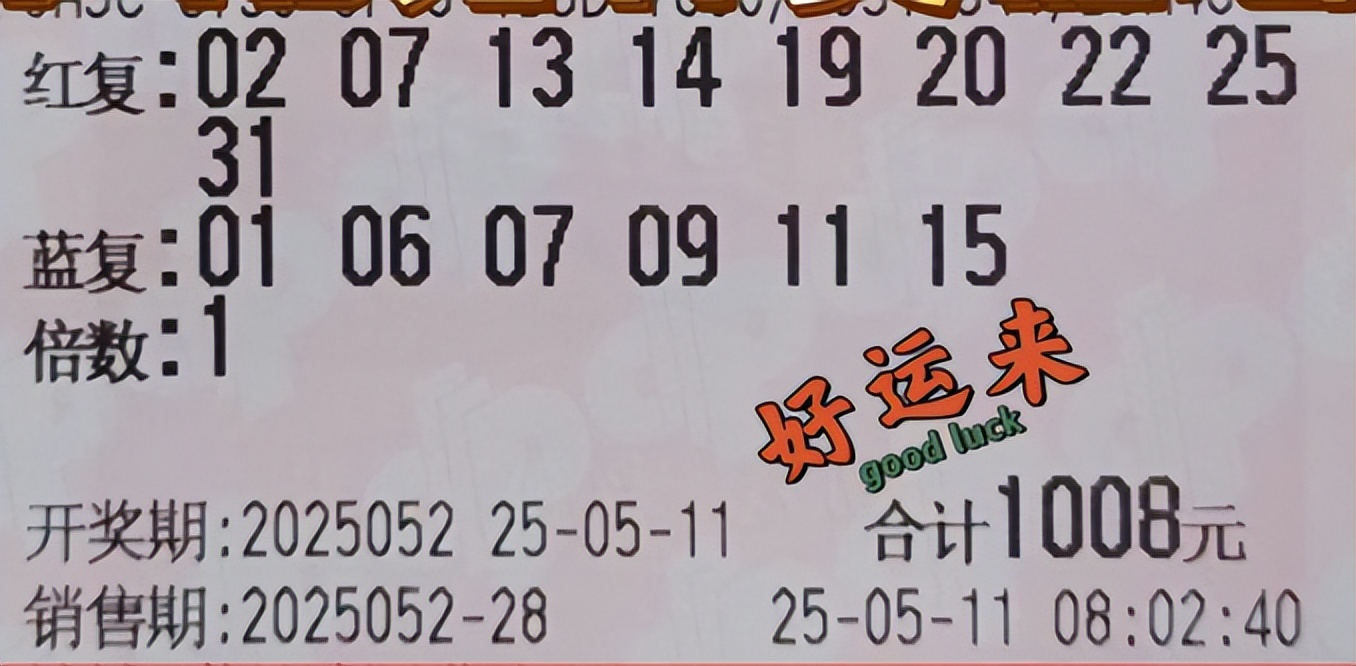 红复:02 07 13 14 19 20 22 25
31
蓝复:01 06 07 09 11 15
倍数:1
好运来
good luck
开奖期:2025052 25-05-11 合计1008元
销售期:2025052-28 25-05-11 08:02:40